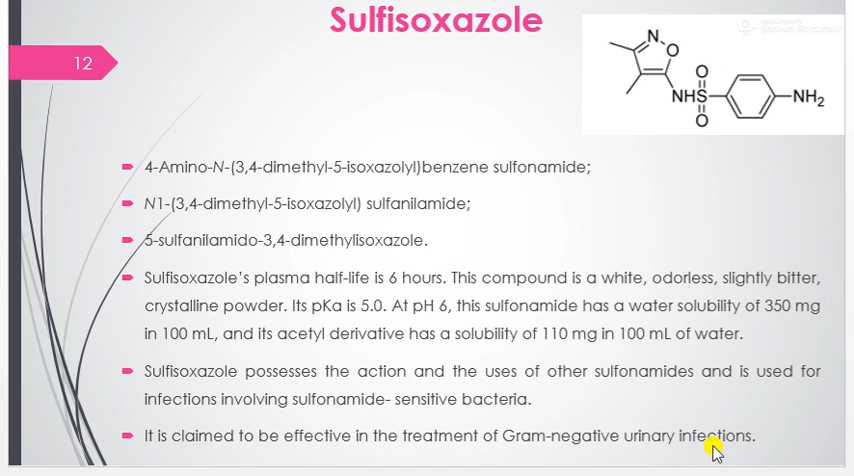 Sulfisoxazole
12
N
O
O
NHS
NH2
O
4-Amino-N-(3,4-dimethyl-5-isoxazolyl)benzene sulfonamide;
N1-(3,4-dimethyl-5-isoxazolyl) sulfanilamide;
5-sulfanilamido-3,4-dimethylisoxazole.
Sulfisoxazole's plasma half-life is 6 hours. This compound is a white, odorless, slightly bitter,
crystalline powder. Its pKa is 5.0. At pH 6, this sulfonamide has a water solubility of 350 mg
in 100 mL, and its acetyl derivative has a solubility of 110 mg in 100 mL of water.
Sulfisoxazole possesses the action and the uses of other sulfonamides and is used for
infections involving sulfonamide- sensitive bacteria.
It is claimed to be effective in the treatment of Gram-negative urinary infections.